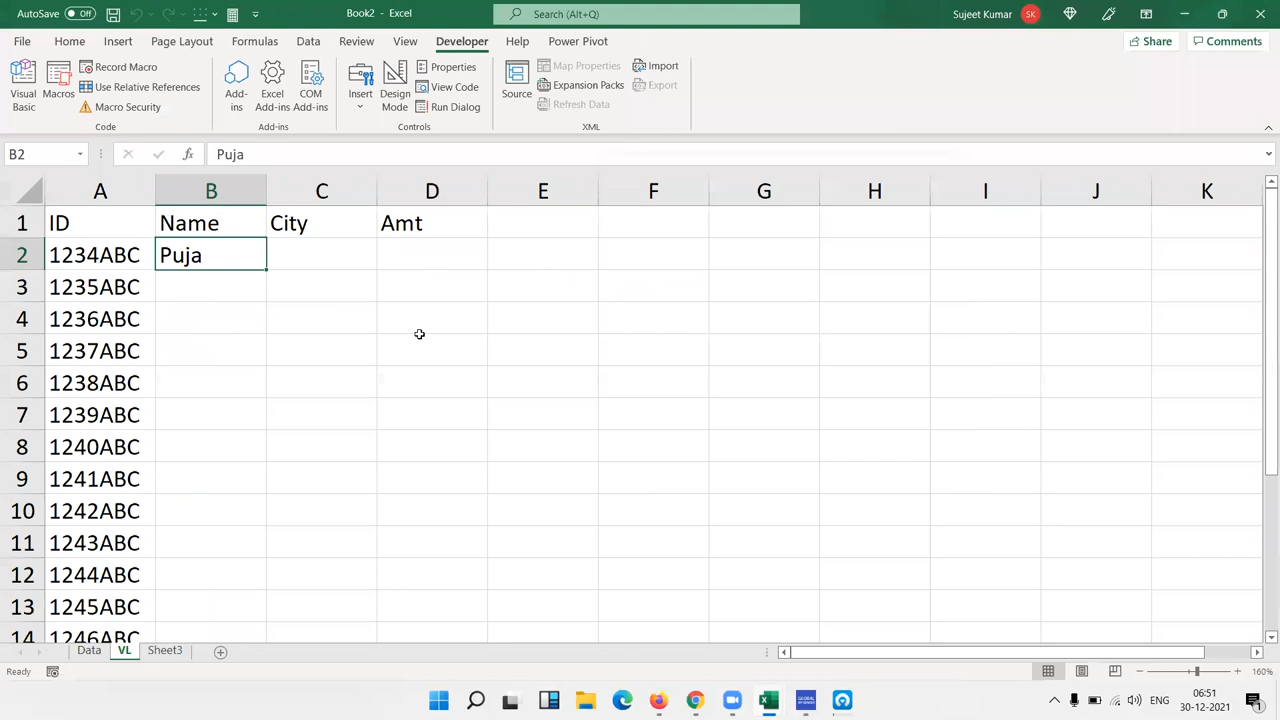 AutoSave Off Book2 - Excel Search (Alt+Q) Sujeet Kumar SK
File Home Insert Page Layout Formulas Data Review View Developer Help Power Pivot Share Comments
Visual Basic Macros Record Macro Use Relative References Macro Security Code
Add-ins Excel Add-ins COM Add-ins Add-ins
Insert Design Mode Properties View Code Run Dialog Controls
Source Map Properties Expansion Packs Refresh Data Import Export XML
B2 fx Puja
A B C D E F G H I J K
1 ID Name City Amt
2 1234ABC Puja
3 1235ABC
4 1236ABC
5 1237ABC
6 1238ABC
7 1239ABC
8 1240ABC
9 1241ABC
10 1242ABC
11 1243ABC
12 1244ABC
13 1245ABC
14 1246ABC
Data VL Sheet3
Ready 160%
ENG 06:51
30-12-2021